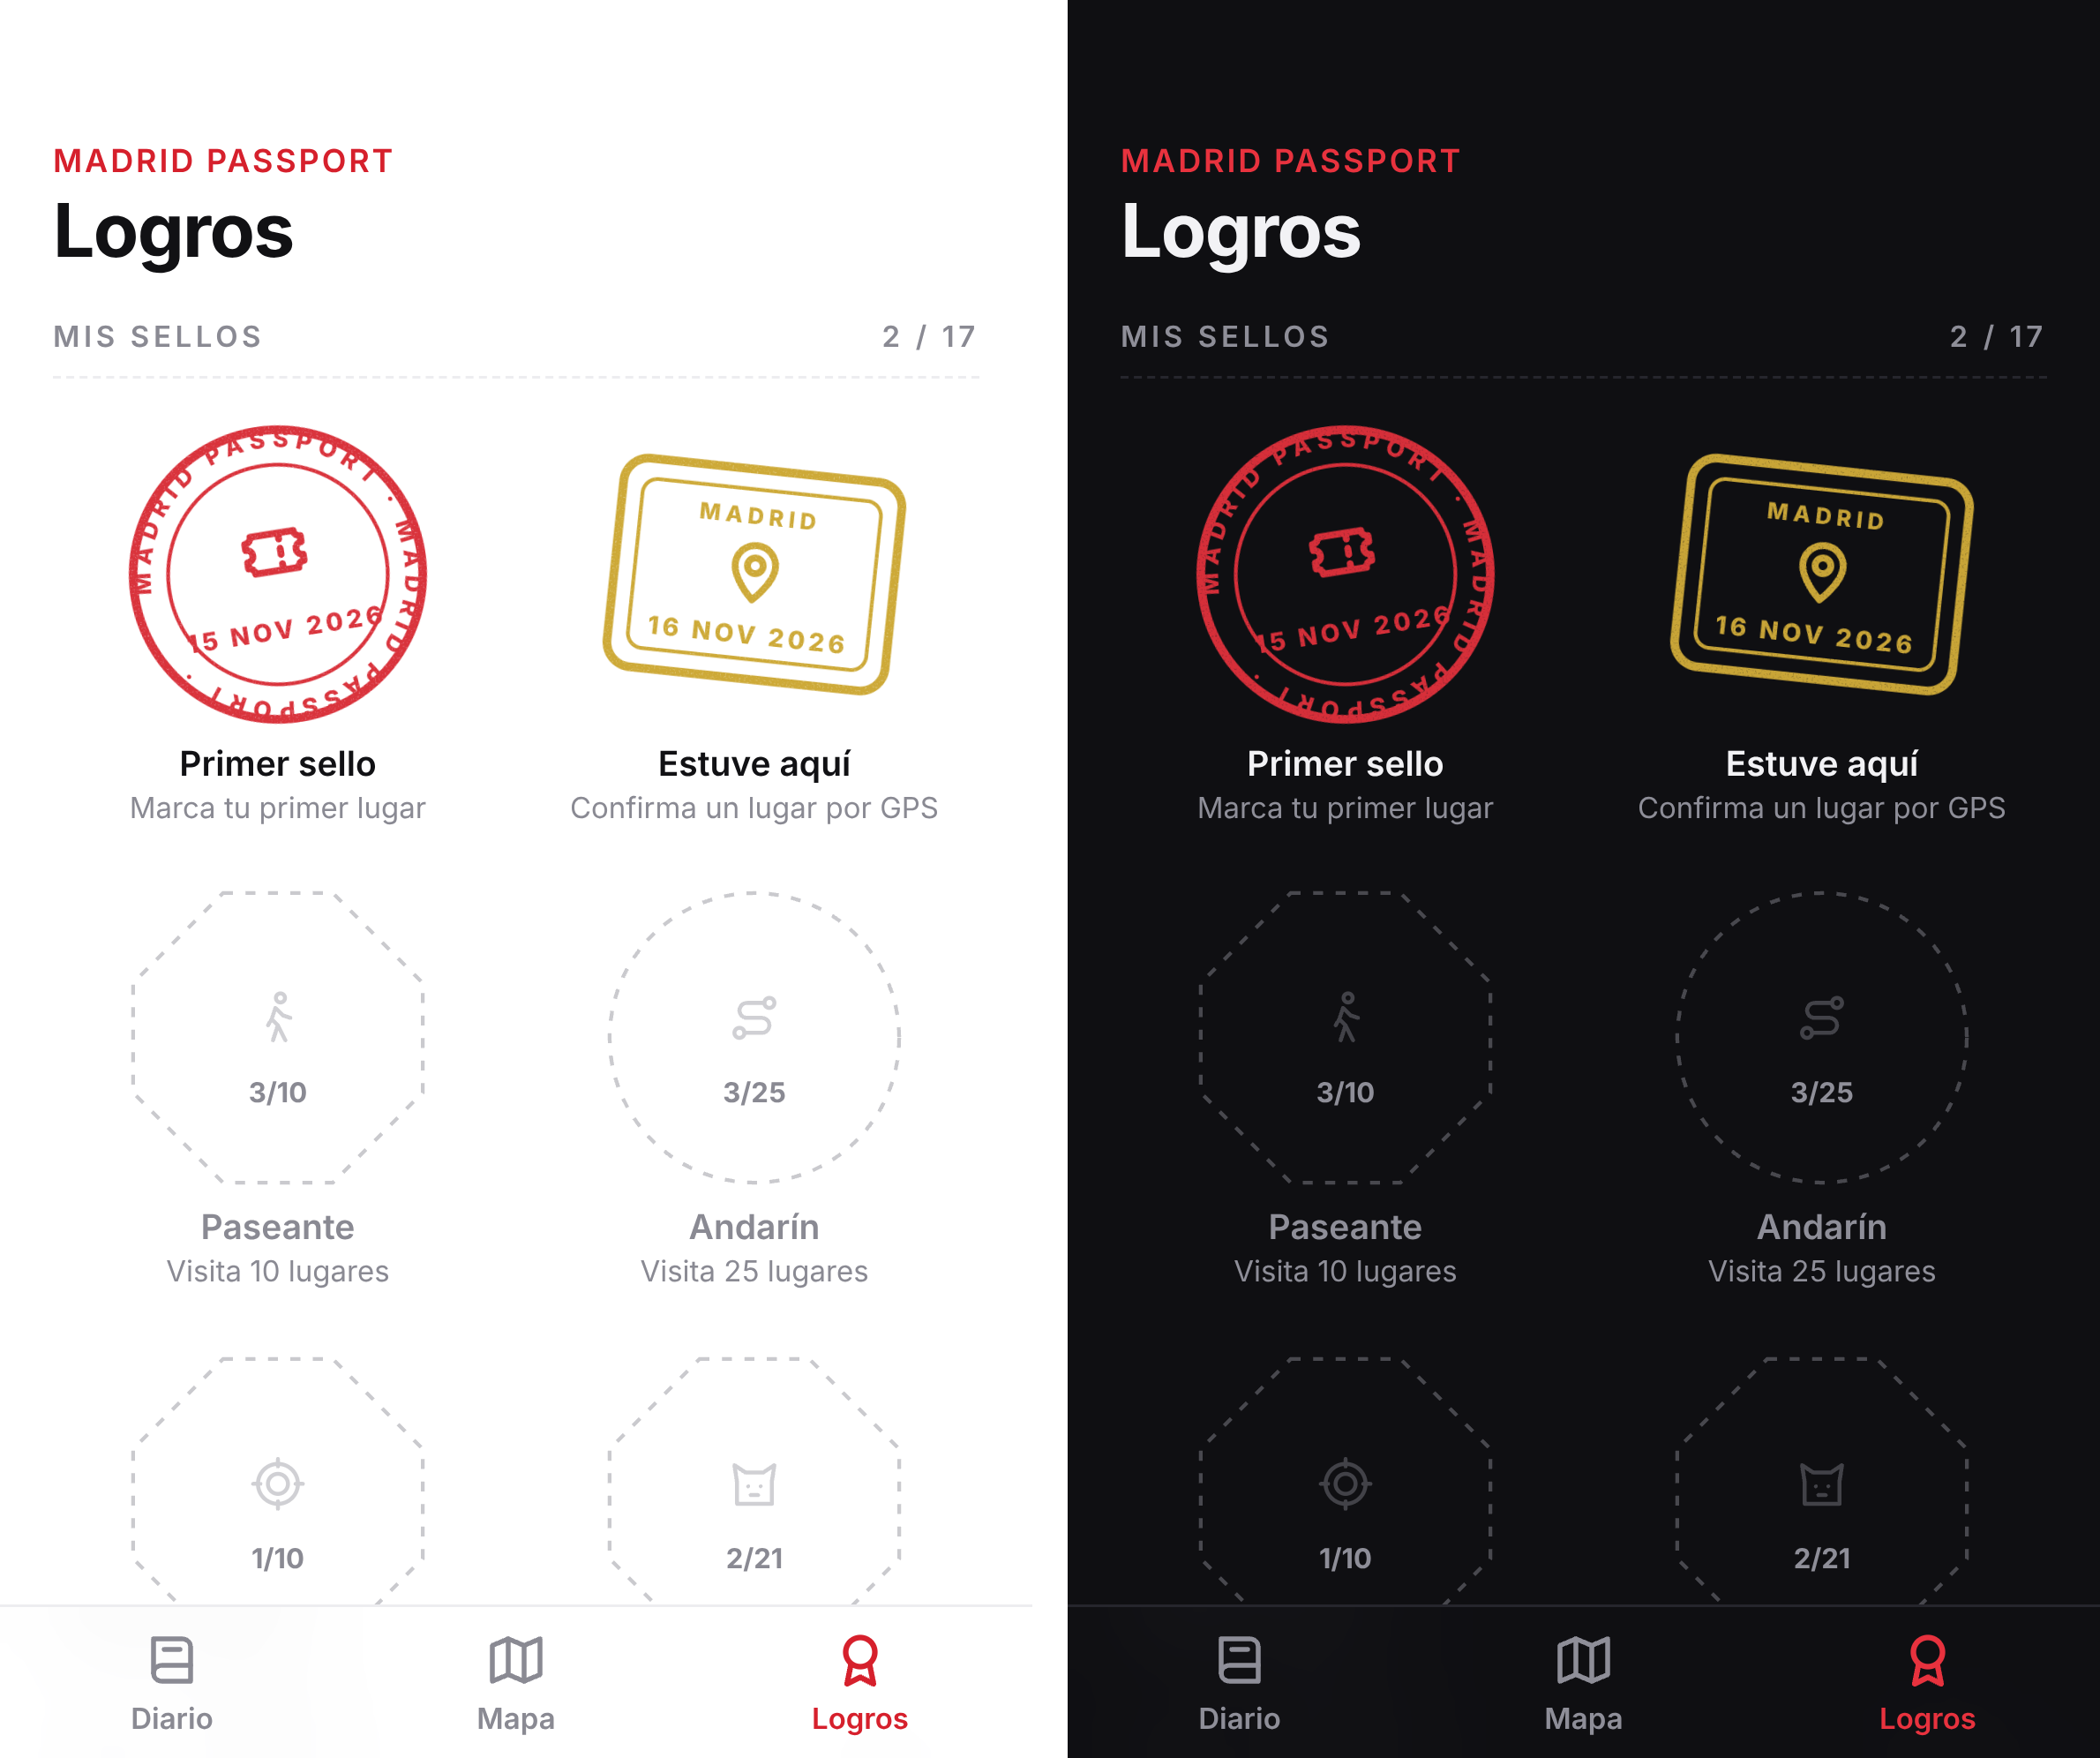 MADRID PASSPORT
Logros
MIS SELLOS 2 / 17
MADRID PASSPORT · MADRID PASSPORT ·
15 NOV 2026
MADRID
16 NOV 2026
Primer sello
Marca tu primer lugar
Estuve aquí
Confirma un lugar por GPS
3/10
Paseante
Visita 10 lugares
3/25
Andarín
Visita 25 lugares
1/10
2/21
Diario
Mapa
Logros
MADRID PASSPORT
Logros
MIS SELLOS 2 / 17
MADRID PASSPORT · MADRID PASSPORT ·
15 NOV 2026
MADRID
16 NOV 2026
Primer sello
Marca tu primer lugar
Estuve aquí
Confirma un lugar por GPS
3/10
Paseante
Visita 10 lugares
3/25
Andarín
Visita 25 lugares
1/10
2/21
Diario
Mapa
Logros